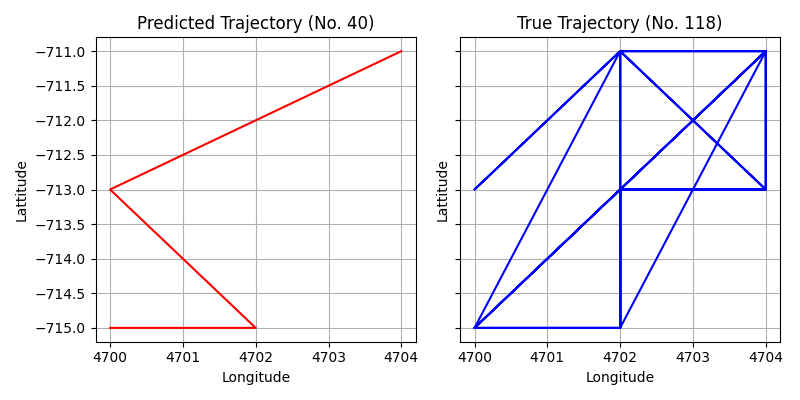 Predicted Trajectory (No. 40)
Lattitude
−711.0
−711.5
−712.0
−712.5
−713.0
−713.5
−714.0
−714.5
−715.0
4700 4701 4702 4703 4704
Longitude
True Trajectory (No. 118)
Lattitude
4700 4701 4702 4703 4704
Longitude